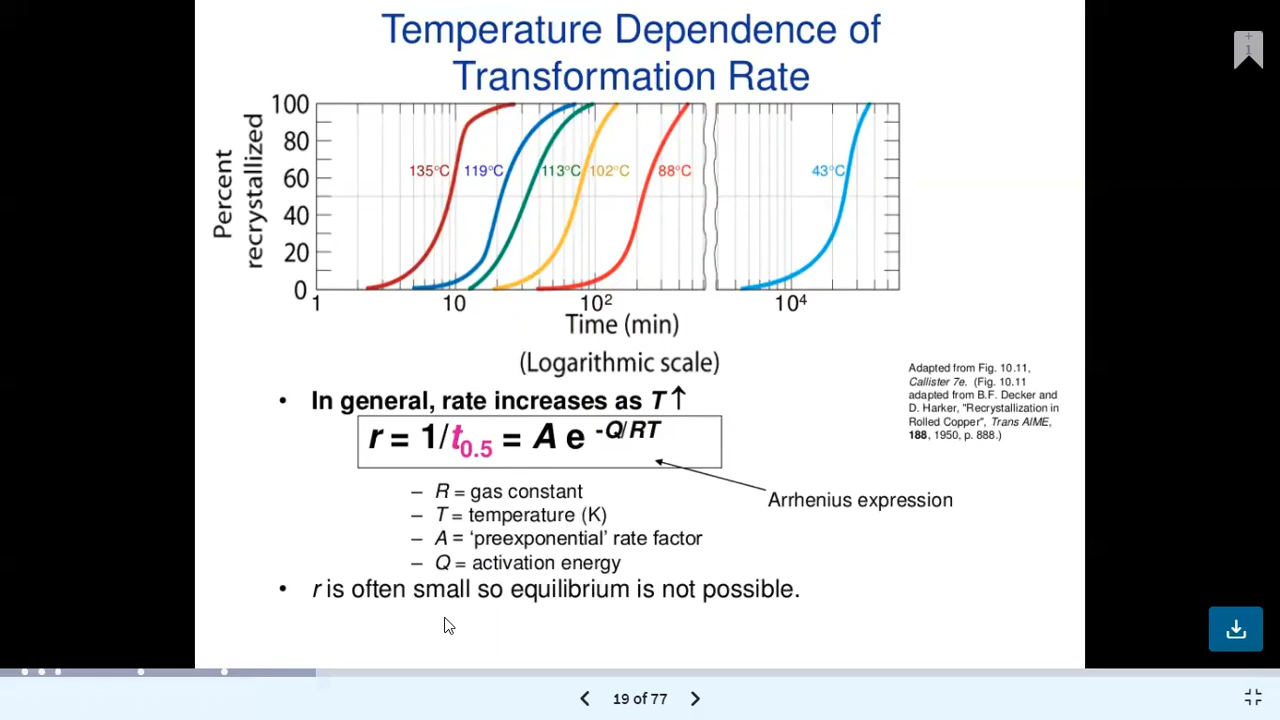 Temperature Dependence of
Transformation Rate
Percent
recrystallized
100
80
60
40
20
0
135°C
119°C
113°C
102°C
88°C
43°C
1
10
10²
10⁴
Time (min)
(Logarithmic scale)
Adapted from Fig. 10.11,
Callister 7e. (Fig. 10.11
adapted from B.F. Decker and
D. Harker, "Recrystallization in
Rolled Copper", Trans AIME,
188, 1950, p. 888.)
• In general, rate increases as T ↑
r = 1/t0.5 = A e -Q/RT
Arrhenius expression
– R = gas constant
– T = temperature (K)
– A = ‘preexponential’ rate factor
– Q = activation energy
• r is often small so equilibrium is not possible.
+
1
19 of 77